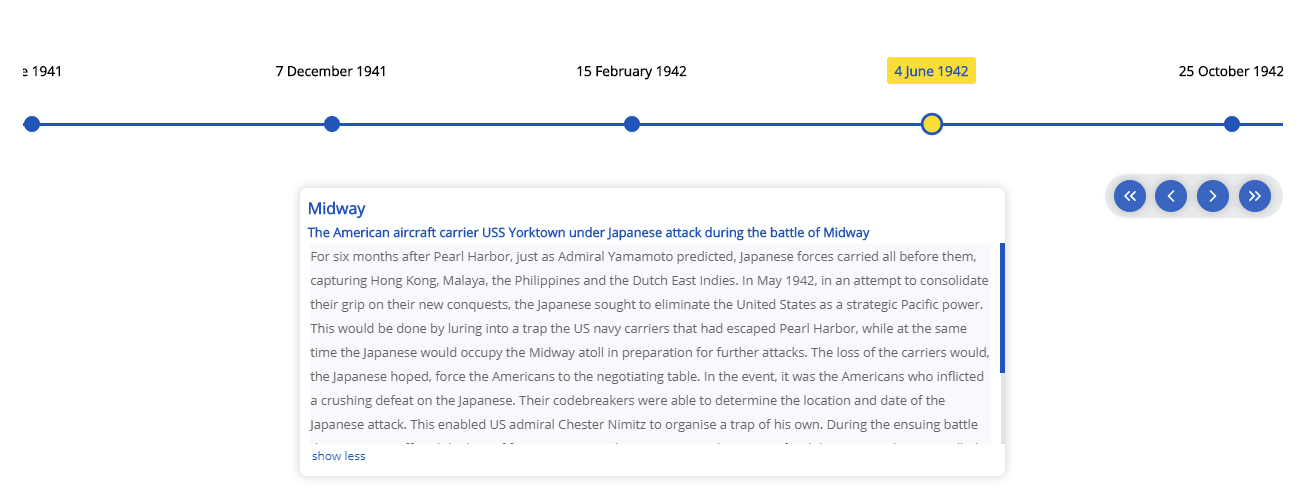 e 1941 7 December 1941 15 February 1942 4 June 1942 25 October 1942
Midway
The American aircraft carrier USS Yorktown under Japanese attack during the battle of Midway
For six months after Pearl Harbor, just as Admiral Yamamoto predicted, Japanese forces carried all before them,
capturing Hong Kong, Malaya, the Philippines and the Dutch East Indies. In May 1942, in an attempt to consolidate
their grip on their new conquests, the Japanese sought to eliminate the United States as a strategic Pacific power.
This would be done by luring into a trap the US navy carriers that had escaped Pearl Harbor, while at the same
time the Japanese would occupy the Midway atoll in preparation for further attacks. The loss of the carriers would,
the Japanese hoped, force the Americans to the negotiating table. In the event, it was the Americans who inflicted
a crushing defeat on the Japanese. Their codebreakers were able to determine the location and date of the
Japanese attack. This enabled US admiral Chester Nimitz to organise a trap of his own. During the ensuing battle
show less